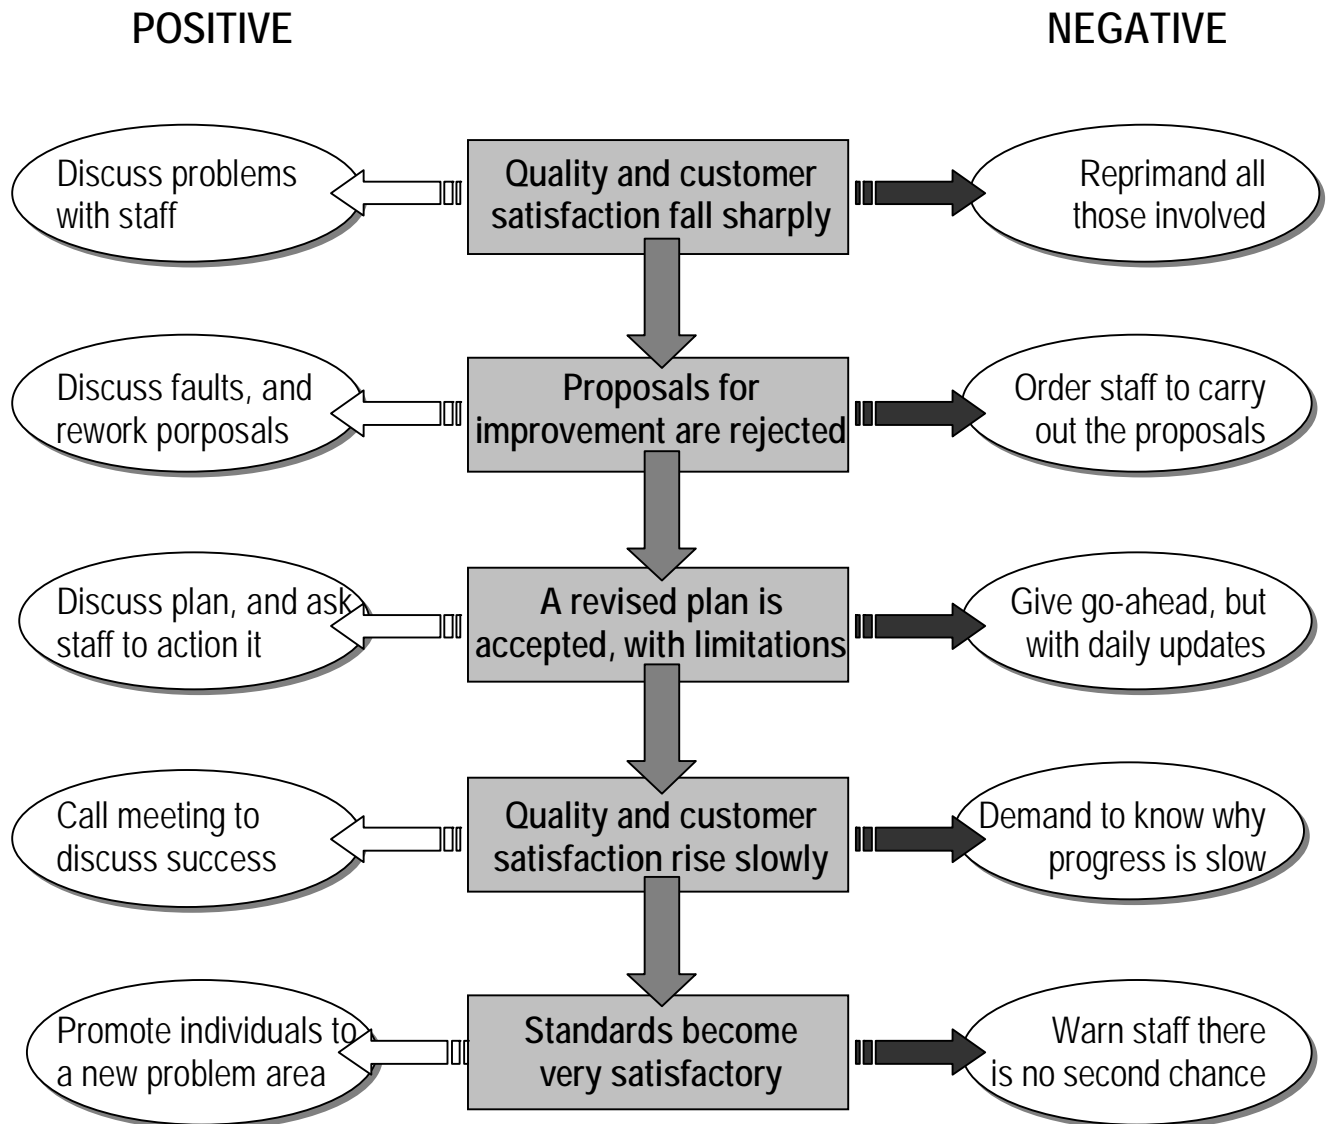 POSITIVE
NEGATIVE
Discuss problems
with staff
Quality and customer
satisfaction fall sharply
Reprimand all
those involved
Discuss faults, and
rework porposals
Proposals for
improvement are rejected
Order staff to carry
out the proposals
Discuss plan, and ask
staff to action it
A revised plan is
accepted, with limitations
Give go-ahead, but
with daily updates
Call meeting to
discuss success
Quality and customer
satisfaction rise slowly
Demand to know why
progress is slow
Promote individuals to
a new problem area
Standards become
very satisfactory
Warn staff there
is no second chance